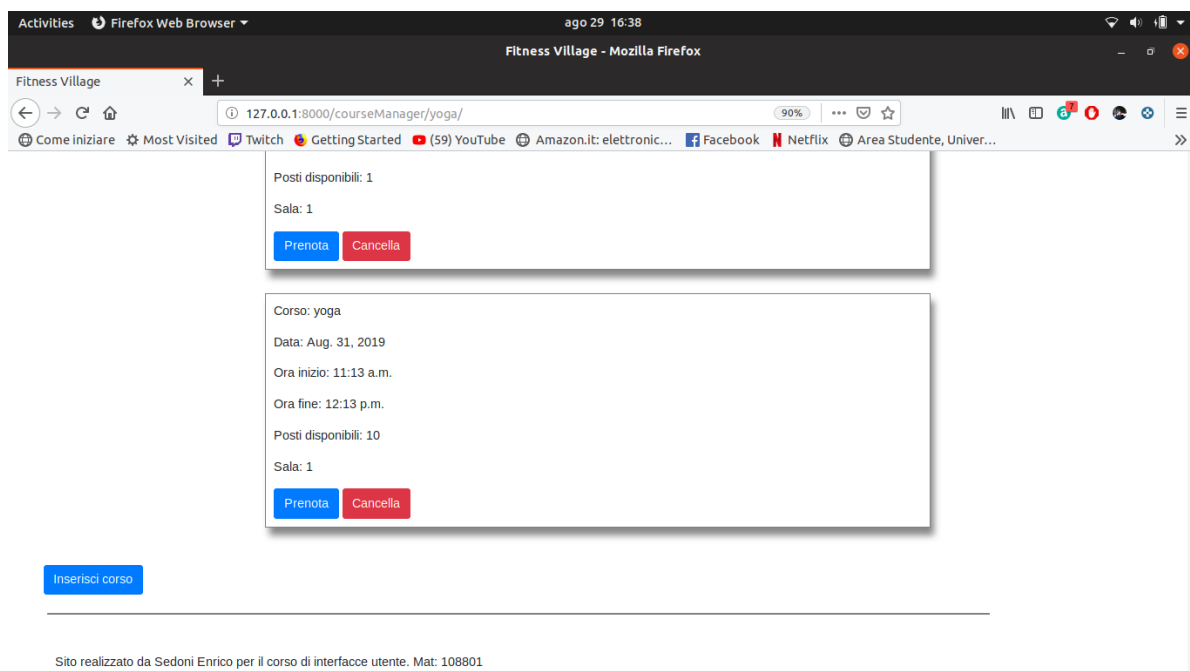 Activities Firefox Web Browser ago 29 16:38
Fitness Village - Mozilla Firefox
Fitness Village
127.0.0.1:8000/courseManager/yoga/ 90% 7
Come iniziare Most Visited Twitch Getting Started (59) YouTube Amazon.it: elettronic... Facebook Netflix Area Studente, Univer...
Posti disponibili: 1
Sala: 1
Prenota Cancella
Corso: yoga
Data: Aug. 31, 2019
Ora inizio: 11:13 a.m.
Ora fine: 12:13 p.m.
Posti disponibili: 10
Sala: 1
Prenota Cancella
Inserisci corso
Sito realizzato da Sedoni Enrico per il corso di interfacce utente. Mat: 108801